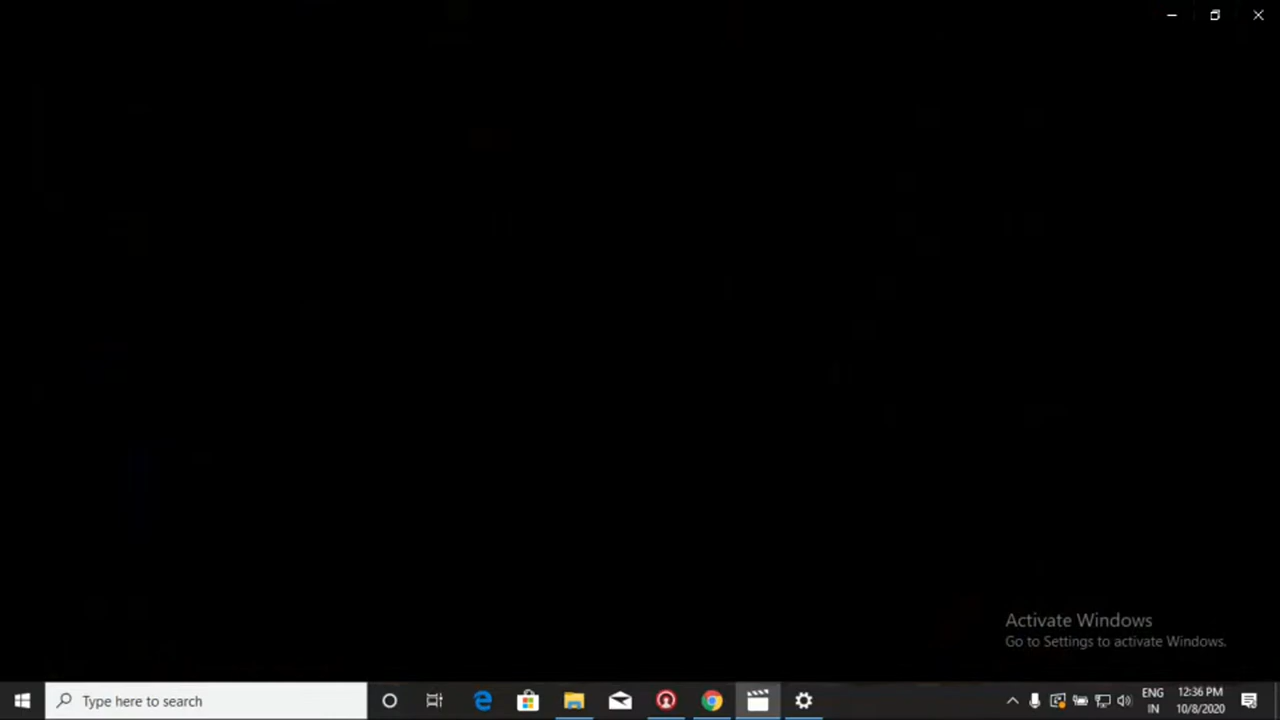 Activate Windows
Go to Settings to activate Windows.
Type here to search
ENG
IN
12:36 PM
10/8/2020